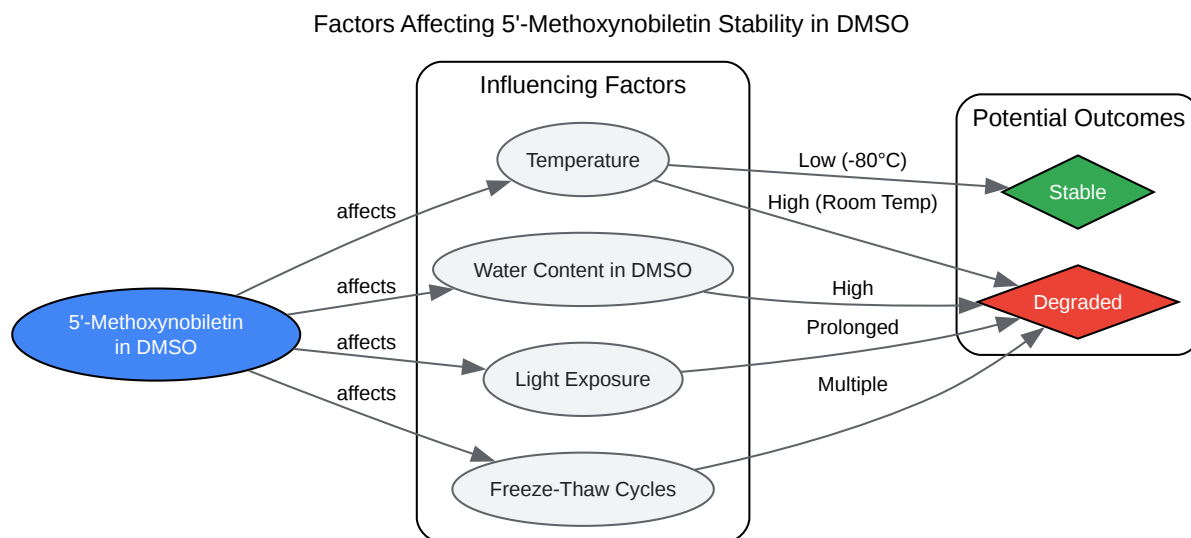 Factors Affecting 5'-Methoxynobiletin Stability in DMSO
Influencing Factors
Potential Outcomes
Temperature
Low (-80°C)
Stable
High (Room Temp)
affects
Water Content in DMSO
affects
High
Degraded
5'-Methoxynobiletin
in DMSO
affects
Prolonged
Light Exposure
affects
Multiple
Freeze-Thaw Cycles